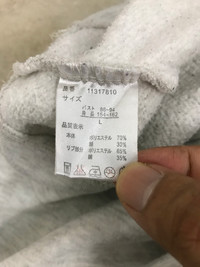 品番 11317810
サイズ
バスト 86-94
身長 154-162
L
品質表示
本体 ポリエステル 70%
綿 30%
リブ部分 ポリエステル 65%
綿 35%